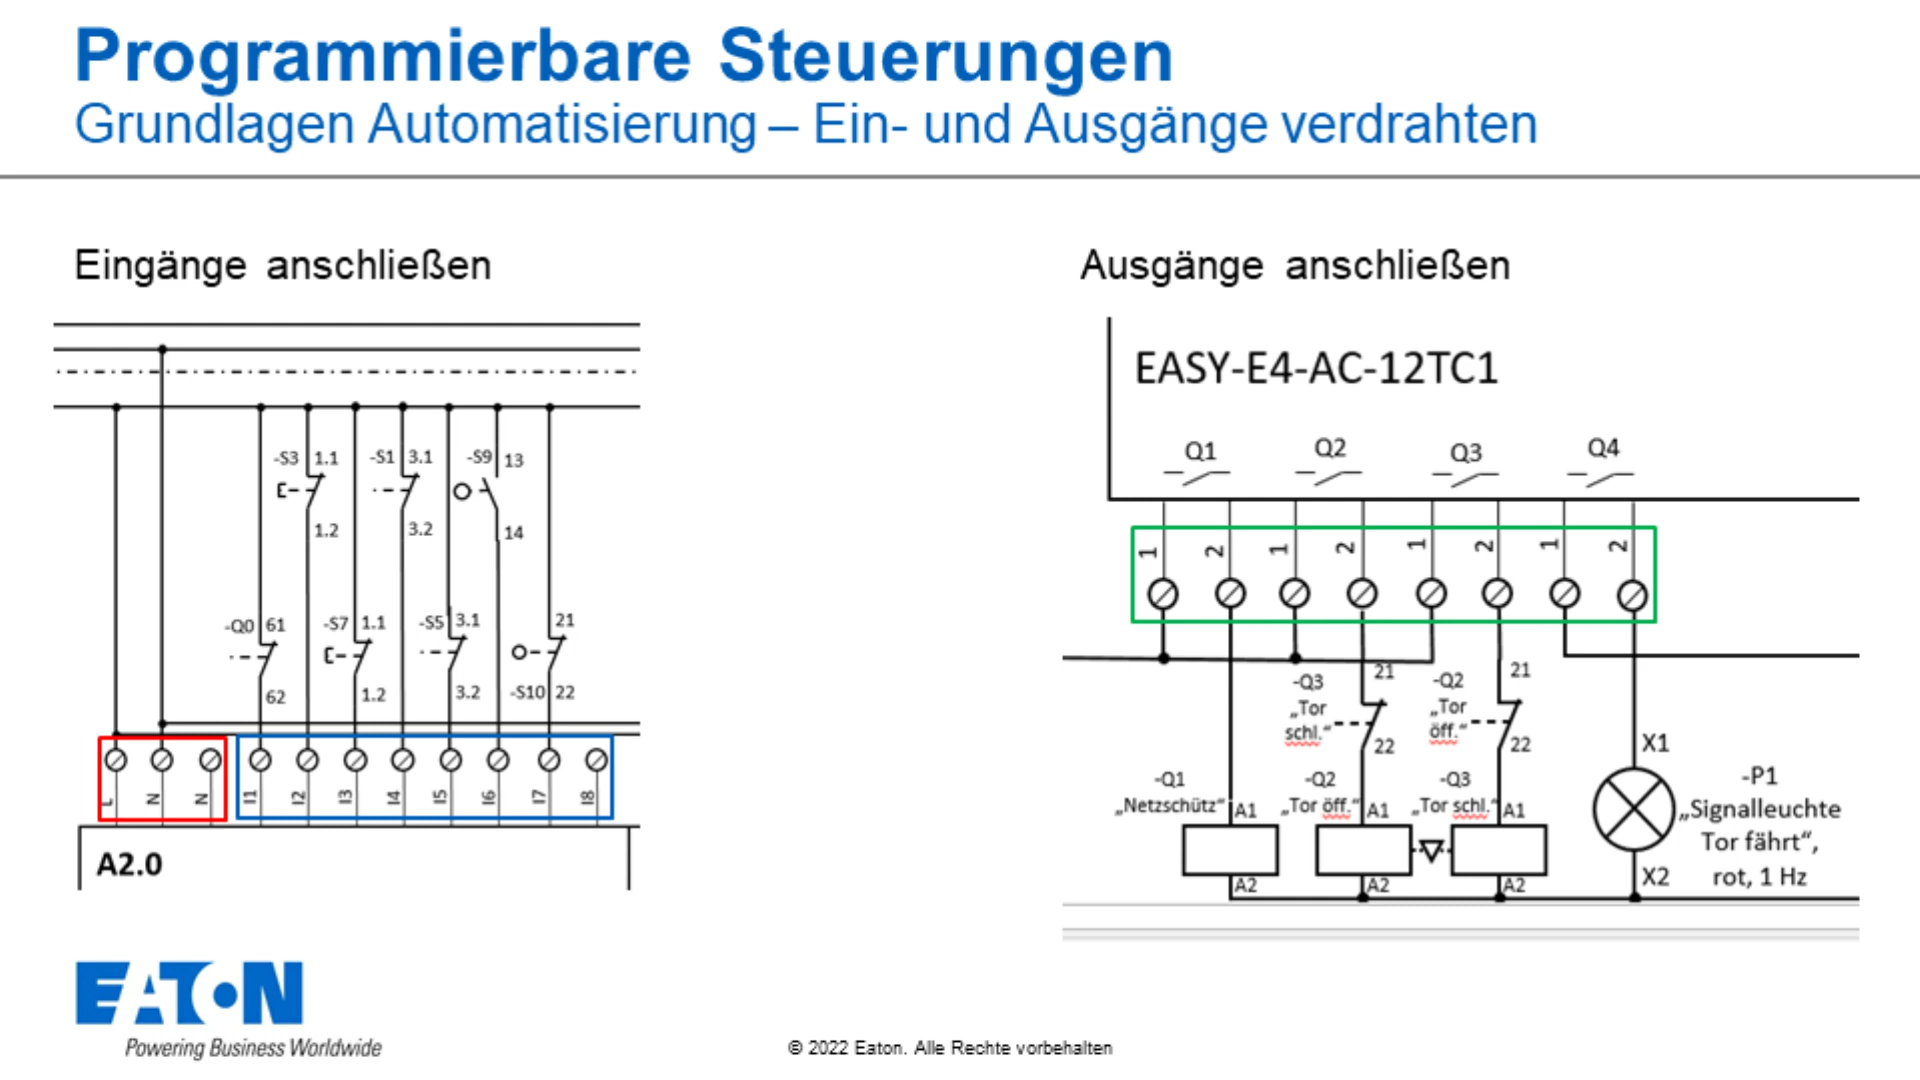 Programmierbare Steuerungen
Grundlagen Automatisierung – Ein- und Ausgänge verdrahten
Eingänge anschließen
-S3 1.1 -S1 3.1 -S9 13
1.2 3.2 14
-Q0 61 -S7 1.1 -S5 3.1 21
62 1.2 3.2 -S10 22
L N N I1 I2 I3 I4 I5 I6 I7 I8
A2.0
Ausgänge anschließen
EASY-E4-AC-12TC1
Q1 Q2 Q3 Q4
1 2 1 2 1 2 1 2
-Q3 21 -Q2 21
„Tor „Tor
schl.“ öff.“
22 22
X1
-Q1 -Q2 -Q3 -P1
„Netzschütz“ A1 „Tor öff.“ A1 „Tor schl.“ A1 „Signalleuchte
Tor fährt“,
A2 A2 A2 X2 rot, 1 Hz
EATON
Powering Business Worldwide
© 2022 Eaton. Alle Rechte vorbehalten